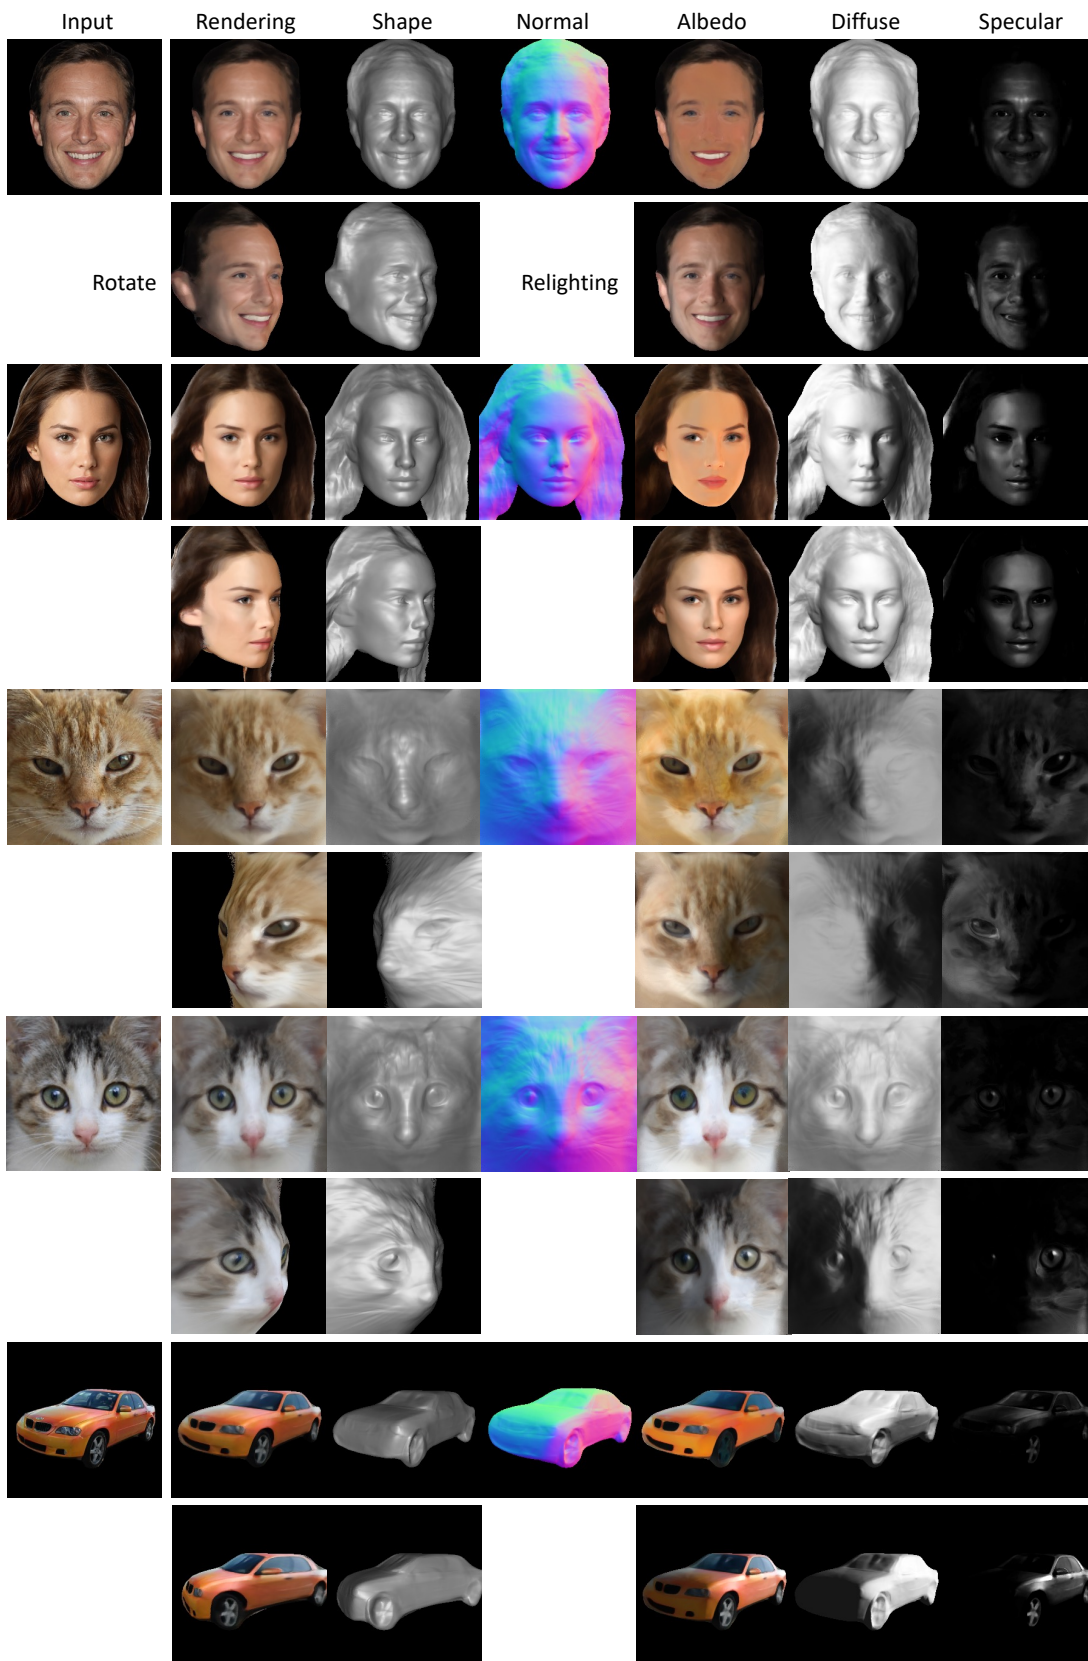 Input Rendering Shape Normal Albedo Diffuse Specular
Rotate Relighting